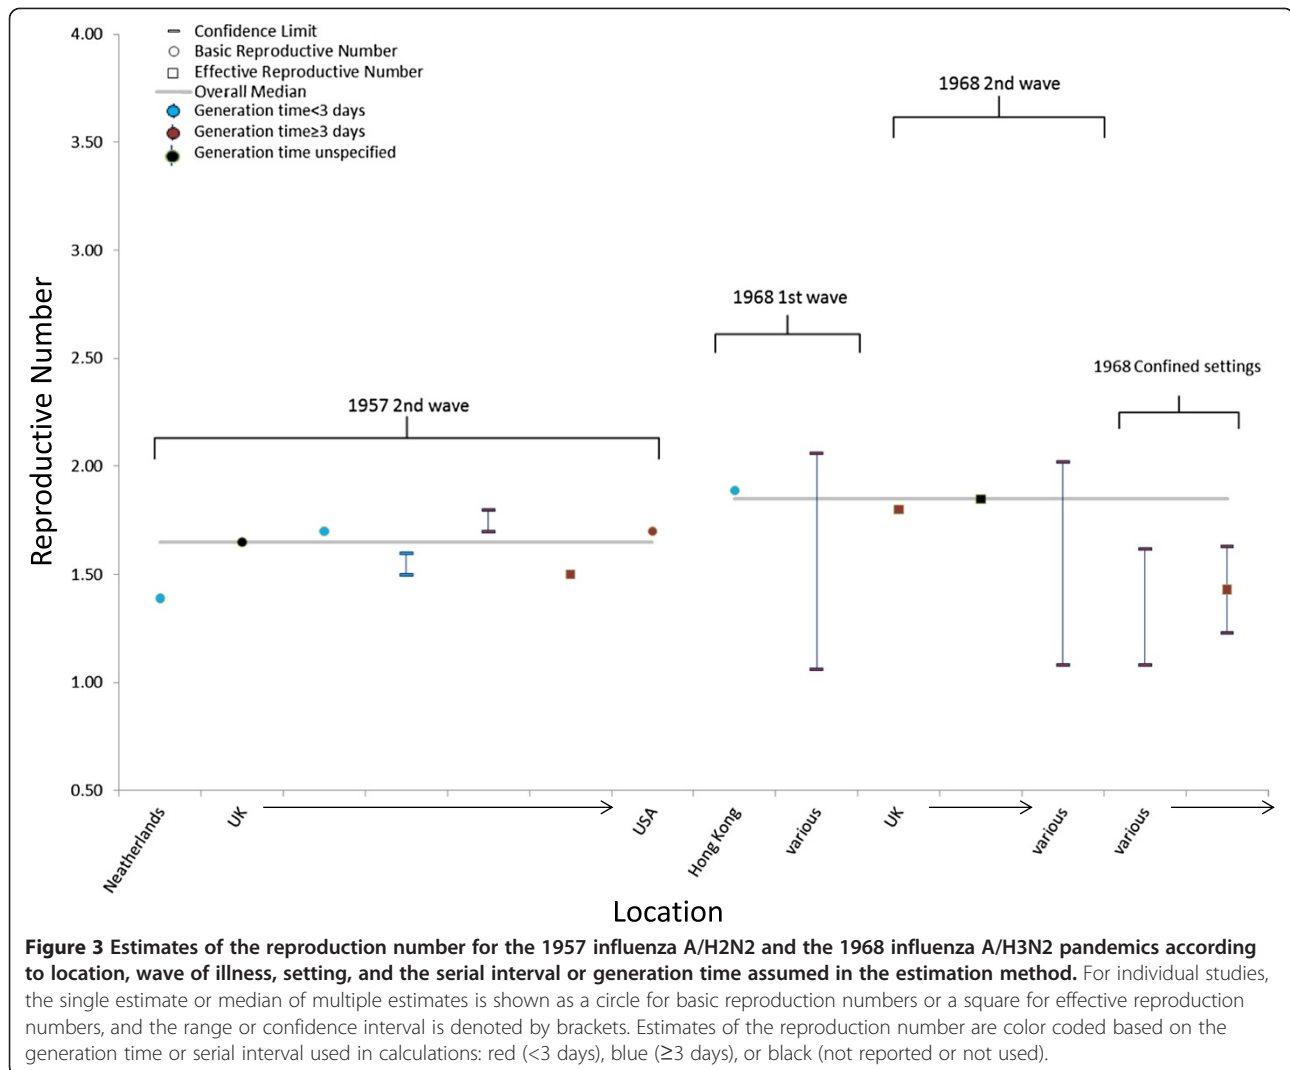 4.00
3.50
3.00
2.50
2.00
1.50
1.00
0.50
Reproductive Number
Confidence Limit
Basic Reproductive Number
Effective Reproductive Number
Overall Median
Generation time<3 days
Generation time≥3 days
Generation time unspecified
1968 2nd wave
1968 1st wave
1968 Confined settings
1957 2nd wave
Neatherlands
UK
USA
Hong Kong
various
UK
various
various
Location
Figure 3 Estimates of the reproduction number for the 1957 influenza A/H2N2 and the 1968 influenza A/H3N2 pandemics according
to location, wave of illness, setting, and the serial interval or generation time assumed in the estimation method. For individual studies,
the single estimate or median of multiple estimates is shown as a circle for basic reproduction numbers or a square for effective reproduction
numbers, and the range or confidence interval is denoted by brackets. Estimates of the reproduction number are color coded based on the
generation time or serial interval used in calculations: red (<3 days), blue (≥3 days), or black (not reported or not used).